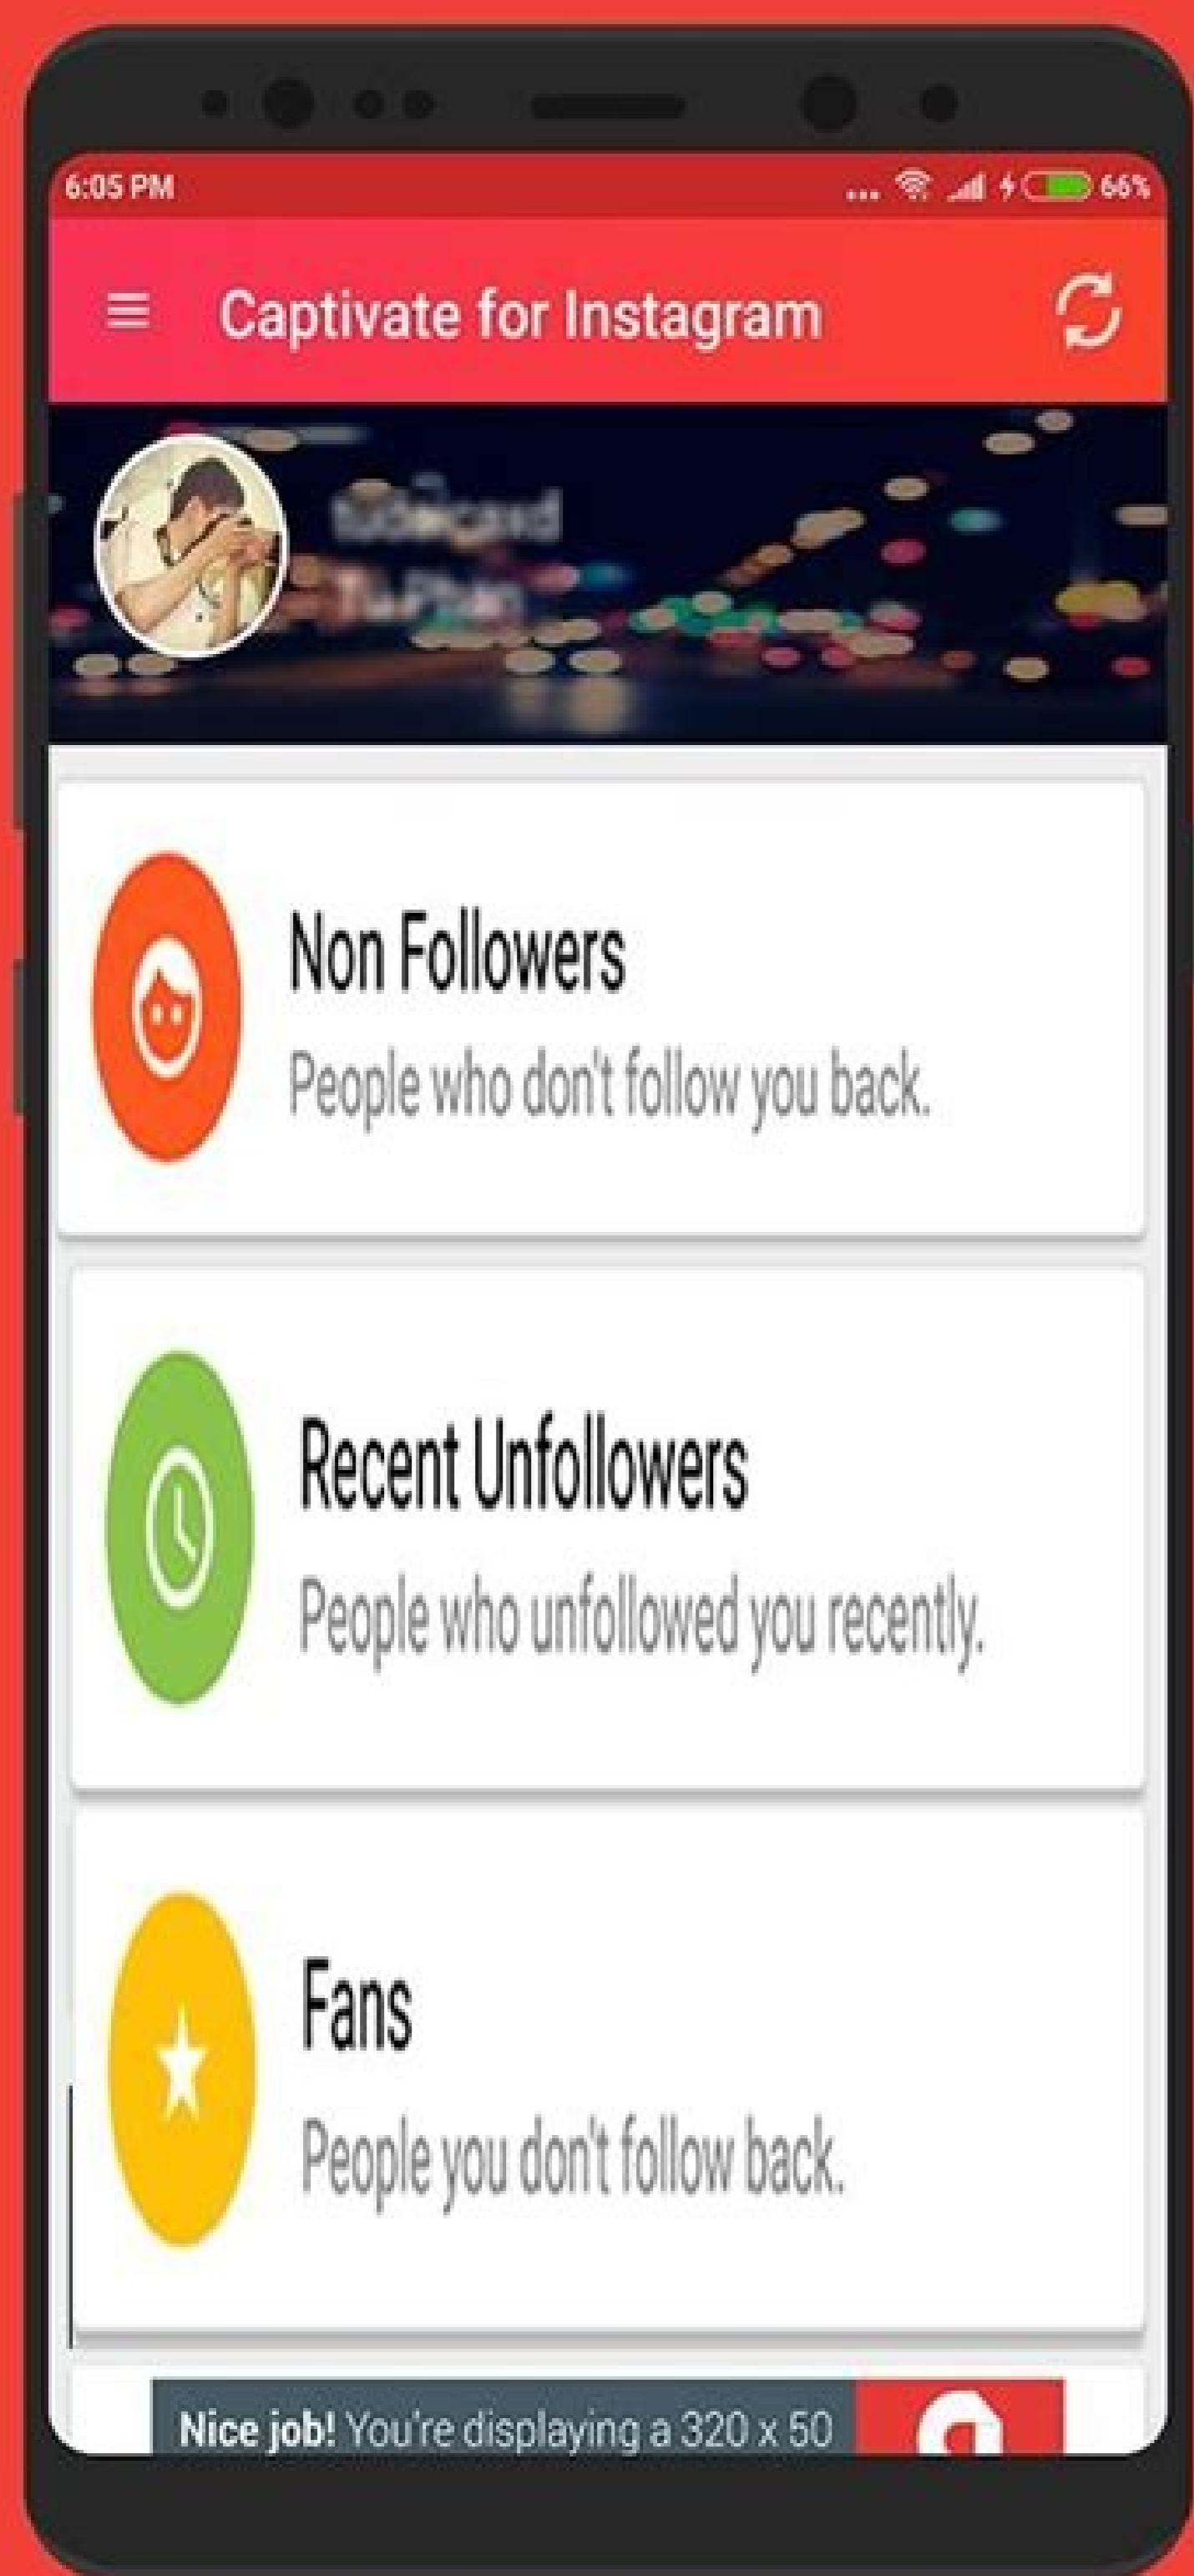 6:05 PM
66%
Captivate for Instagram
Non Followers
People who don't follow you back.
Recent Unfollowers
People who unfollowed you recently.
Fans
People you don't follow back.
Nice job! You're displaying a 320 x 50